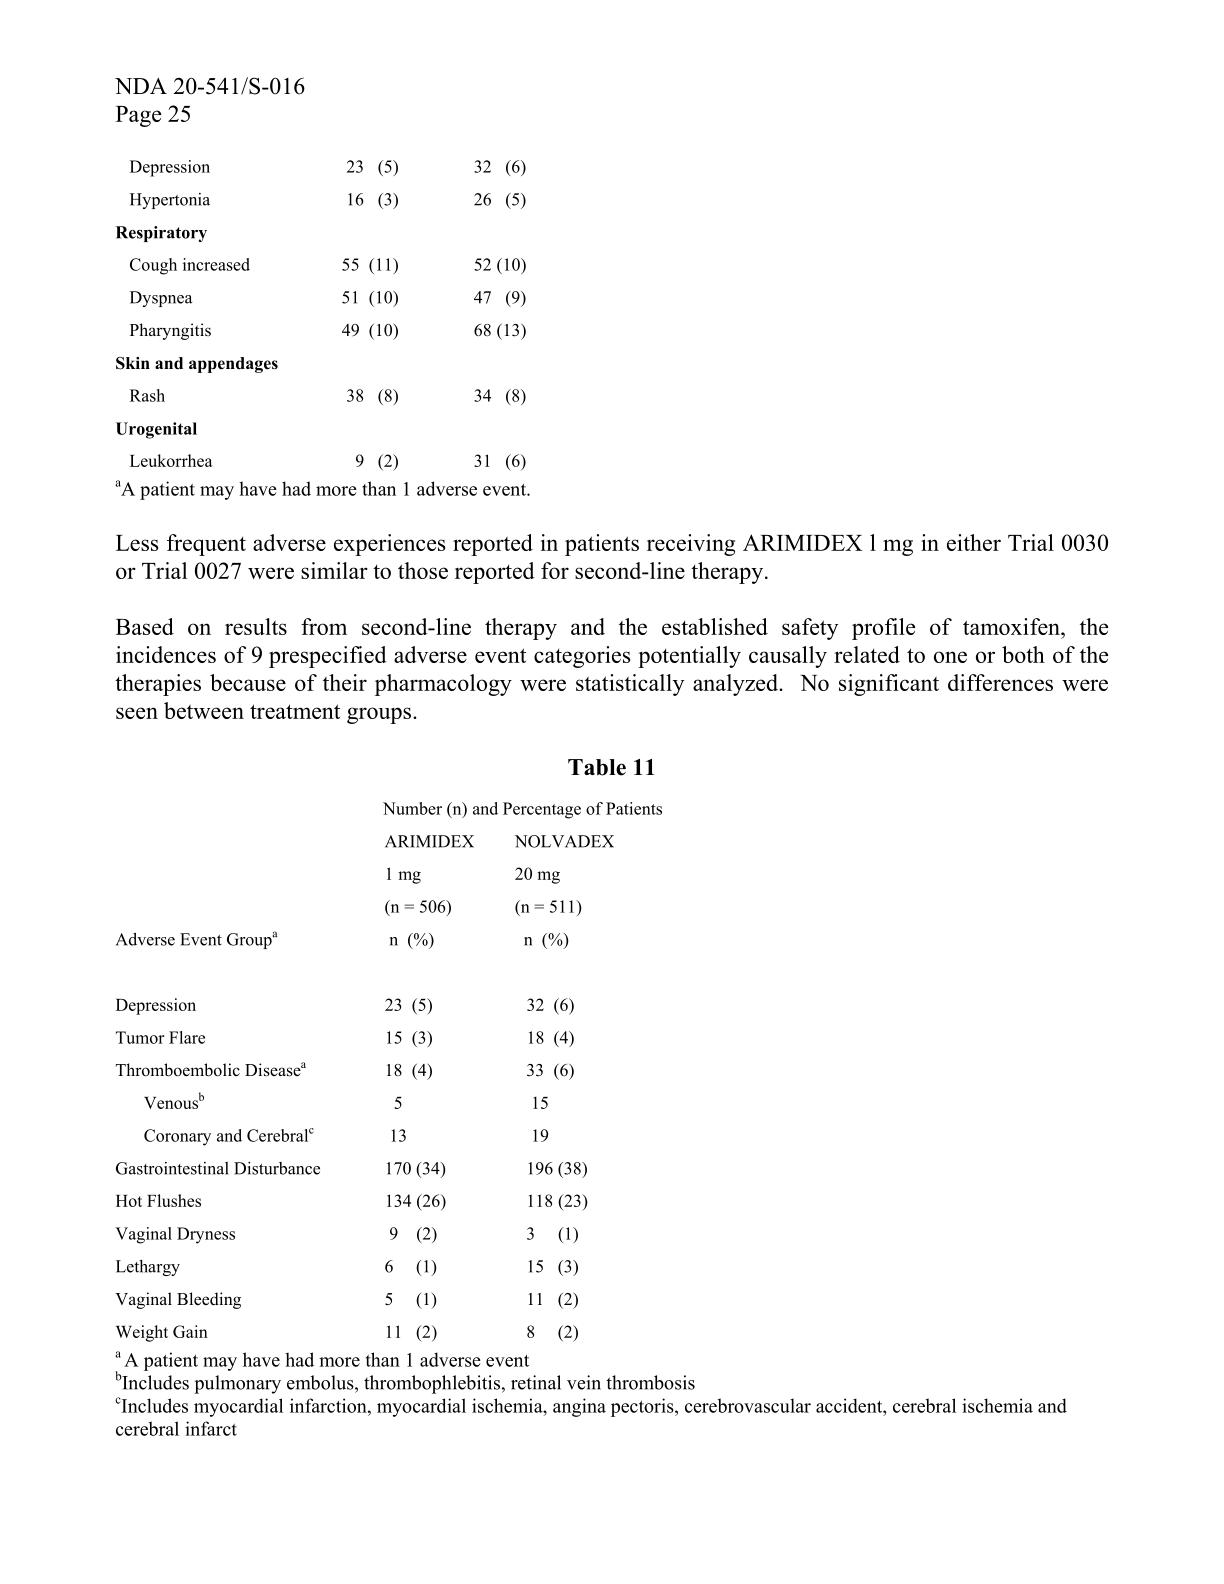 NDA 20-541/S-016
Page 25
Depression 23 (5) 32 (6)
Hypertonia 16 (3) 26 (5)
Respiratory
Cough increased 55 (11) 52 (10)
Dyspnea 51 (10) 47 (9)
Pharyngitis 49 (10) 68 (13)
Skin and appendages
Rash 38 (8) 34 (8)
Urogenital
Leukorrhea 9 (2) 31 (6)
aA patient may have had more than 1 adverse event.
Less frequent adverse experiences reported in patients receiving ARIMIDEX 1 mg in either Trial 0030
or Trial 0027 were similar to those reported for second-line therapy.
Based on results from second-line therapy and the established safety profile of tamoxifen, the
incidences of 9 prespecified adverse event categories potentially causally related to one or both of the
therapies because of their pharmacology were statistically analyzed. No significant differences were
seen between treatment groups.
Table 11
Number (n) and Percentage of Patients
ARIMIDEX NOLVADEX
1 mg 20 mg
(n = 506) (n = 511)
Adverse Event Groupa n (%) n (%)
Depression 23 (5) 32 (6)
Tumor Flare 15 (3) 18 (4)
Thromboembolic Diseasea 18 (4) 33 (6)
Venousb 5 15
Coronary and Cerebralc 13 19
Gastrointestinal Disturbance 170 (34) 196 (38)
Hot Flushes 134 (26) 118 (23)
Vaginal Dryness 9 (2) 3 (1)
Lethargy 6 (1) 15 (3)
Vaginal Bleeding 5 (1) 11 (2)
Weight Gain 11 (2) 8 (2)
a A patient may have had more than 1 adverse event
bIncludes pulmonary embolus, thrombophlebitis, retinal vein thrombosis
cIncludes myocardial infarction, myocardial ischemia, angina pectoris, cerebrovascular accident, cerebral ischemia and
cerebral infarct